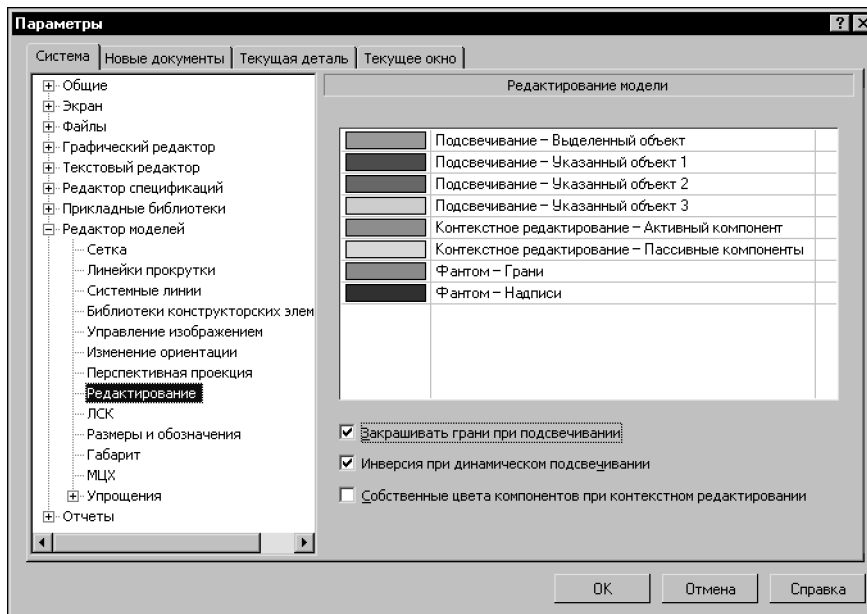 Параметры
Система Новые документы Текущая деталь Текущее окно
Общие
Экран
Файлы
Графический редактор
Текстовый редактор
Редактор спецификаций
Прикладные библиотеки
Редактор моделей
Сетка
Линейки прокрутки
Системные линии
Библиотеки конструкторских элем
Управление изображением
Изменение ориентации
Перспективная проекция
Редактирование
ЛСК
Размеры и обозначения
Габарит
МЦХ
Упрощения
Отчеты
Редактирование модели
Подсвечивание – Выделенный объект
Подсвечивание – Указанный объект 1
Подсвечивание – Указанный объект 2
Подсвечивание – Указанный объект 3
Контекстное редактирование – Активный компонент
Контекстное редактирование – Пассивные компоненты
Фантом – Грани
Фантом – Надписи
Закрашивать грани при подсвечивании
Инверсия при динамическом подсвечивании
Собственные цвета компонентов при контекстном редактировании
OK Отмена Справка